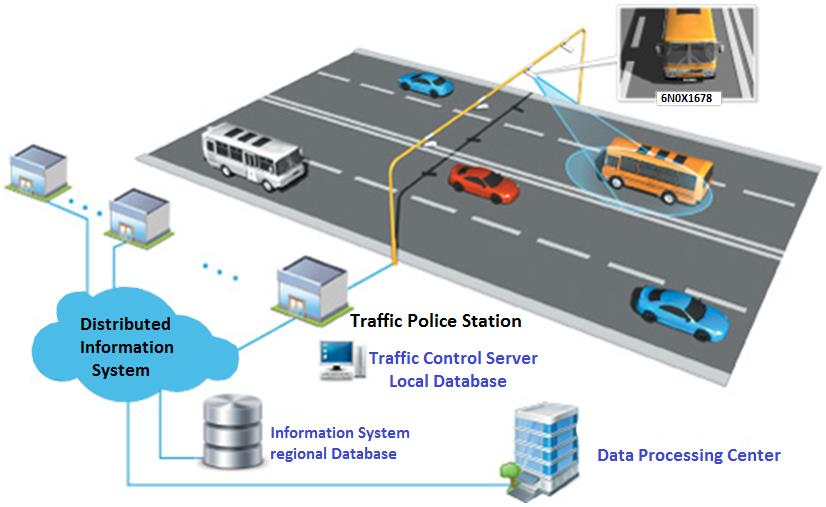 6N0X1678
Distributed
Information
System
Traffic Police Station
Traffic Control Server
Local Database
Information System
regional Database
Data Processing Center